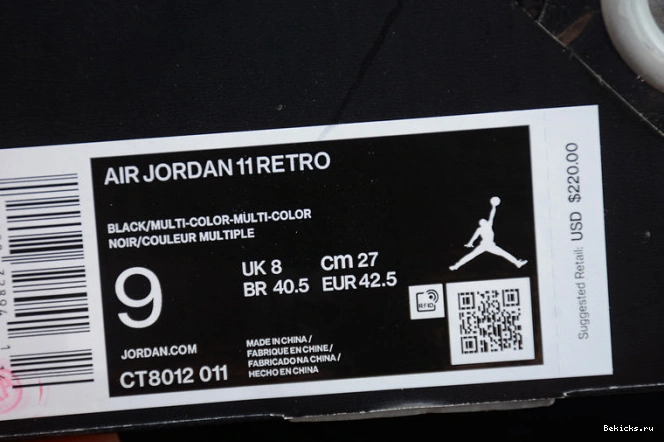 AIR JORDAN 11 RETRO
BLACK/MULTI-COLOR-MULTI-COLOR
NOIR/COULEUR MULTIPLE
9
UK 8 cm 27
BR 40.5 EUR 42.5
RFID
JORDAN.COM
CT8012 011
MADE IN CHINA /
FABRIQUE EN CHINE /
FABRICADO NA CHINA /
HECHO EN CHINA
Suggested Retail: USD $220.00
Bekicks.ru